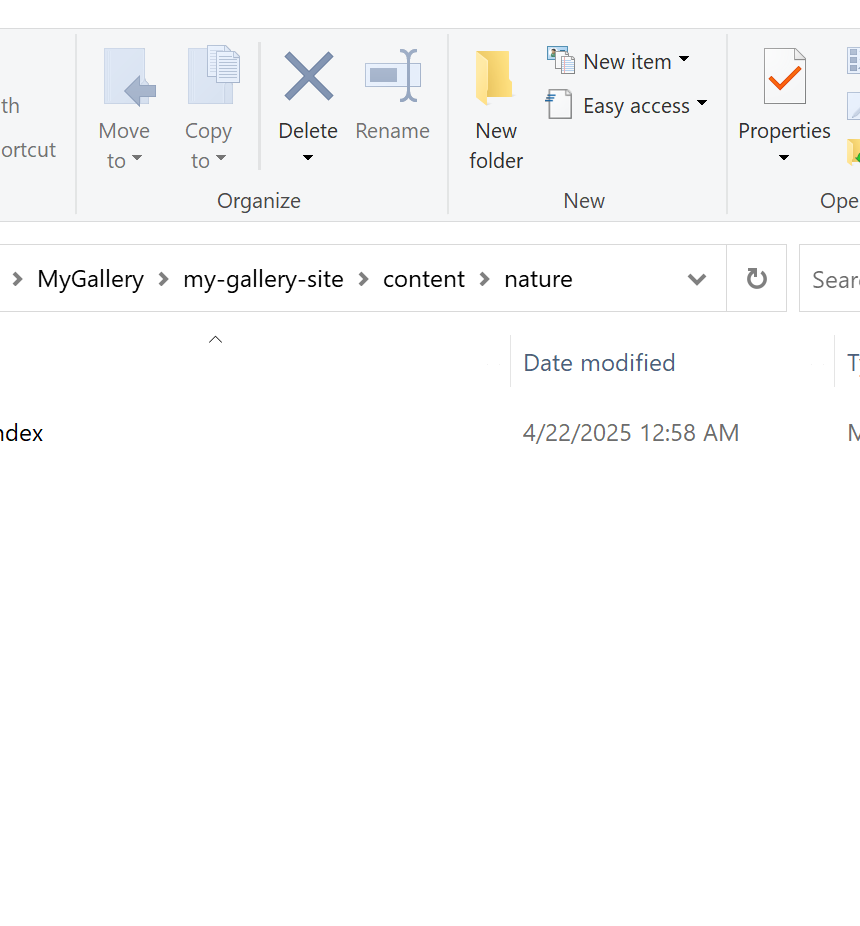 th
ortcut
Move
to
Copy
to
Delete
Rename
Organize
New
folder
New item
Easy access
New
Properties
Ope
MyGallery
my-gallery-site
content
nature
Sear
Date modified
ndex
4/22/2025 12:58 AM